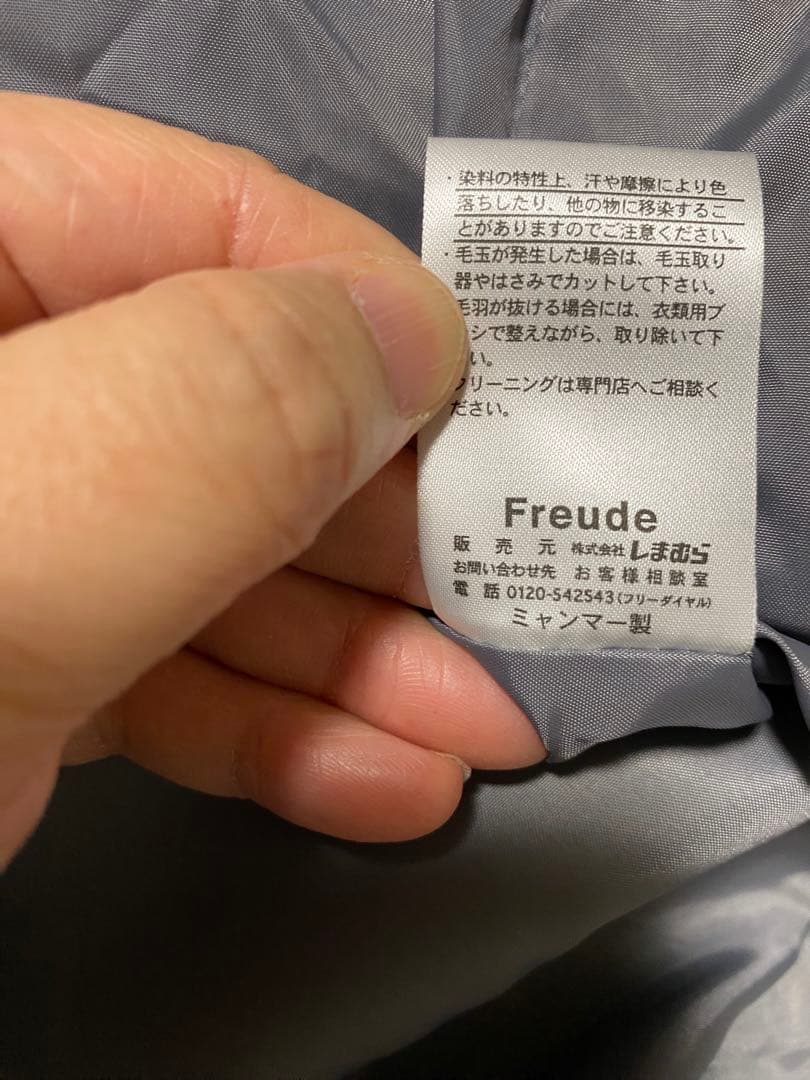 ・染料の特性上、汗や摩擦により色
落ちしたり、他の物に移染するこ
とがありますのでご注意ください。
・毛玉が発生した場合は、毛玉取り
器やはさみでカットして下さい。
毛羽が抜ける場合には、衣類用ブ
シで整えながら、取り除いて下
い。
クリーニングは専門店へご相談く
ださい。
Freude
販売元 株式会社しまむら
お問い合わせ先 お客様相談室
電話 0120-542543(フリーダイヤル)
ミャンマー製